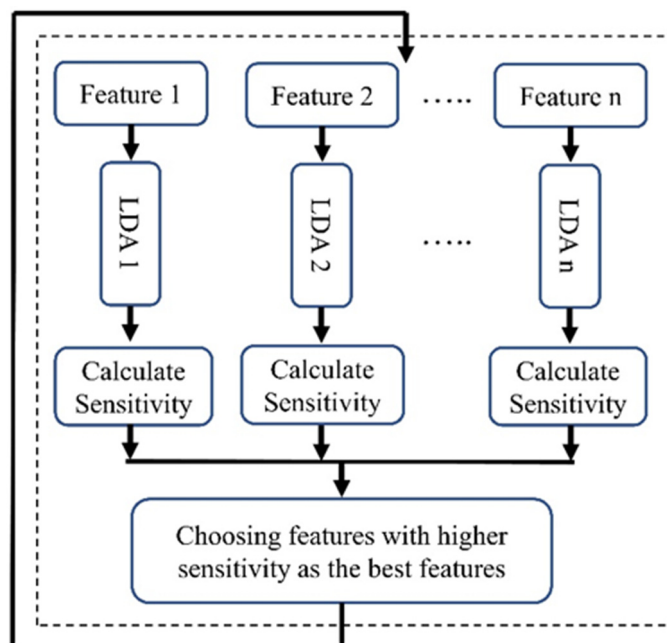 Feature 1
Feature 2
.....
Feature n
LDA 1
LDA 2
.....
LDA n
Calculate
Sensitivity
Calculate
Sensitivity
Calculate
Sensitivity
Choosing features with higher
sensitivity as the best features